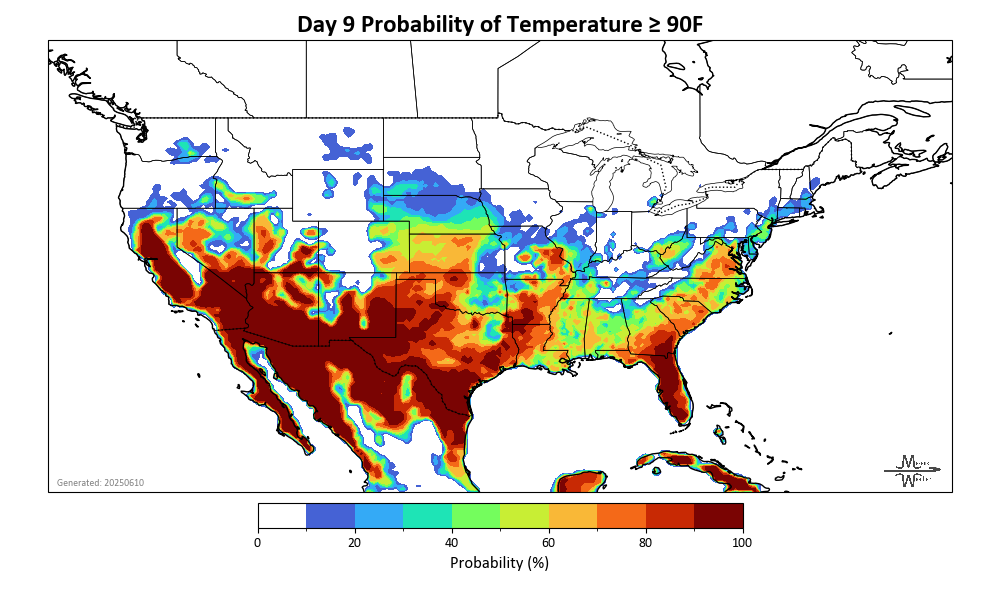 Day 9 Probability of Temperature ≥ 90F
Generated: 20250610
0 20 40 60 80 100
Probability (%)